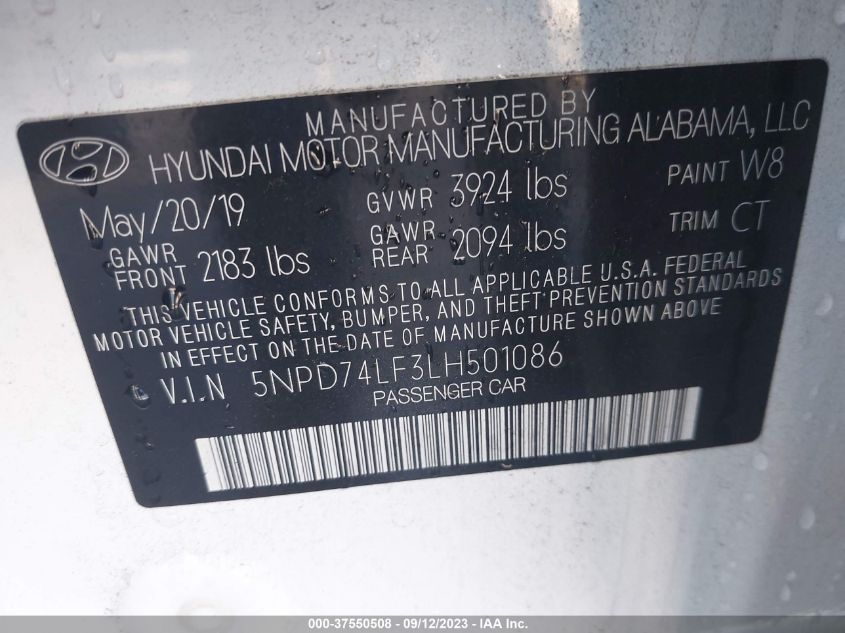 MANUFACTURED BY
HYUNDAI MOTOR MANUFACTURING ALABAMA, LLC
May/20/19 GVWR 3924 lbs PAINT W8
GAWR FRONT 2183 lbs GAWR REAR 2094 lbs TRIM CT
THIS VEHICLE CONFORMS TO ALL APPLICABLE U.S.A. FEDERAL
MOTOR VEHICLE SAFETY, BUMPER, AND THEFT PREVENTION STANDARDS
IN EFFECT ON THE DATE OF MANUFACTURE SHOWN ABOVE
V.I.N 5NPD74LF3LH501086
PASSENGER CAR
000-37550508 - 09/12/2023 - IAA Inc.